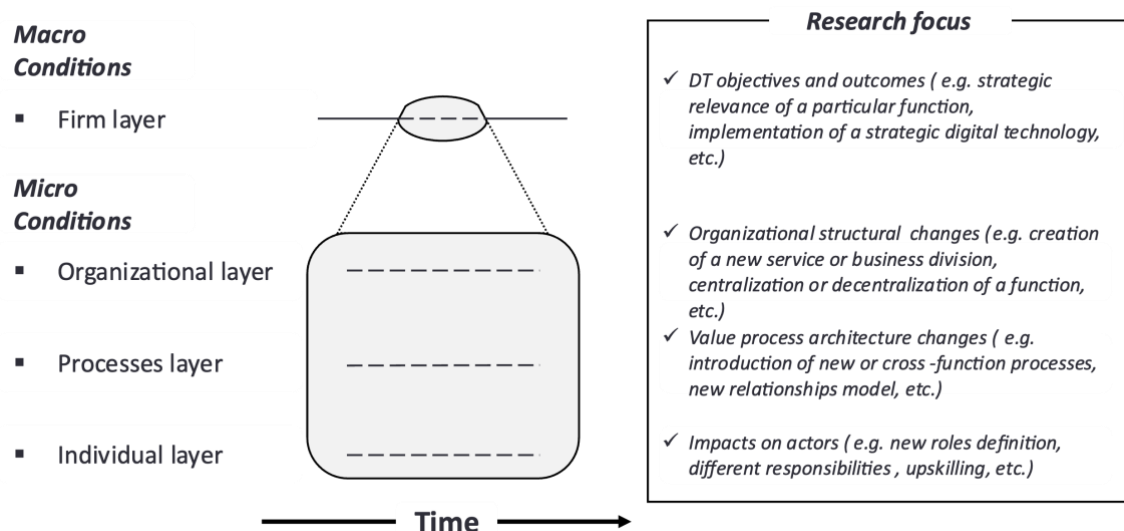 Macro
Conditions
▪ Firm layer
Micro
Conditions
▪ Organizational layer
▪ Processes layer
▪ Individual layer
Time
Research focus
✓ DT objectives and outcomes ( e.g. strategic
relevance of a particular function,
implementation of a strategic digital technology,
etc.)
✓ Organizational structural changes (e.g. creation
of a new service or business division,
centralization or decentralization of a function,
etc.)
✓ Value process architecture changes ( e.g.
introduction of new or cross -function processes,
new relationships model, etc.)
✓ Impacts on actors ( e.g. new roles definition,
different responsibilities , upskilling, etc.)